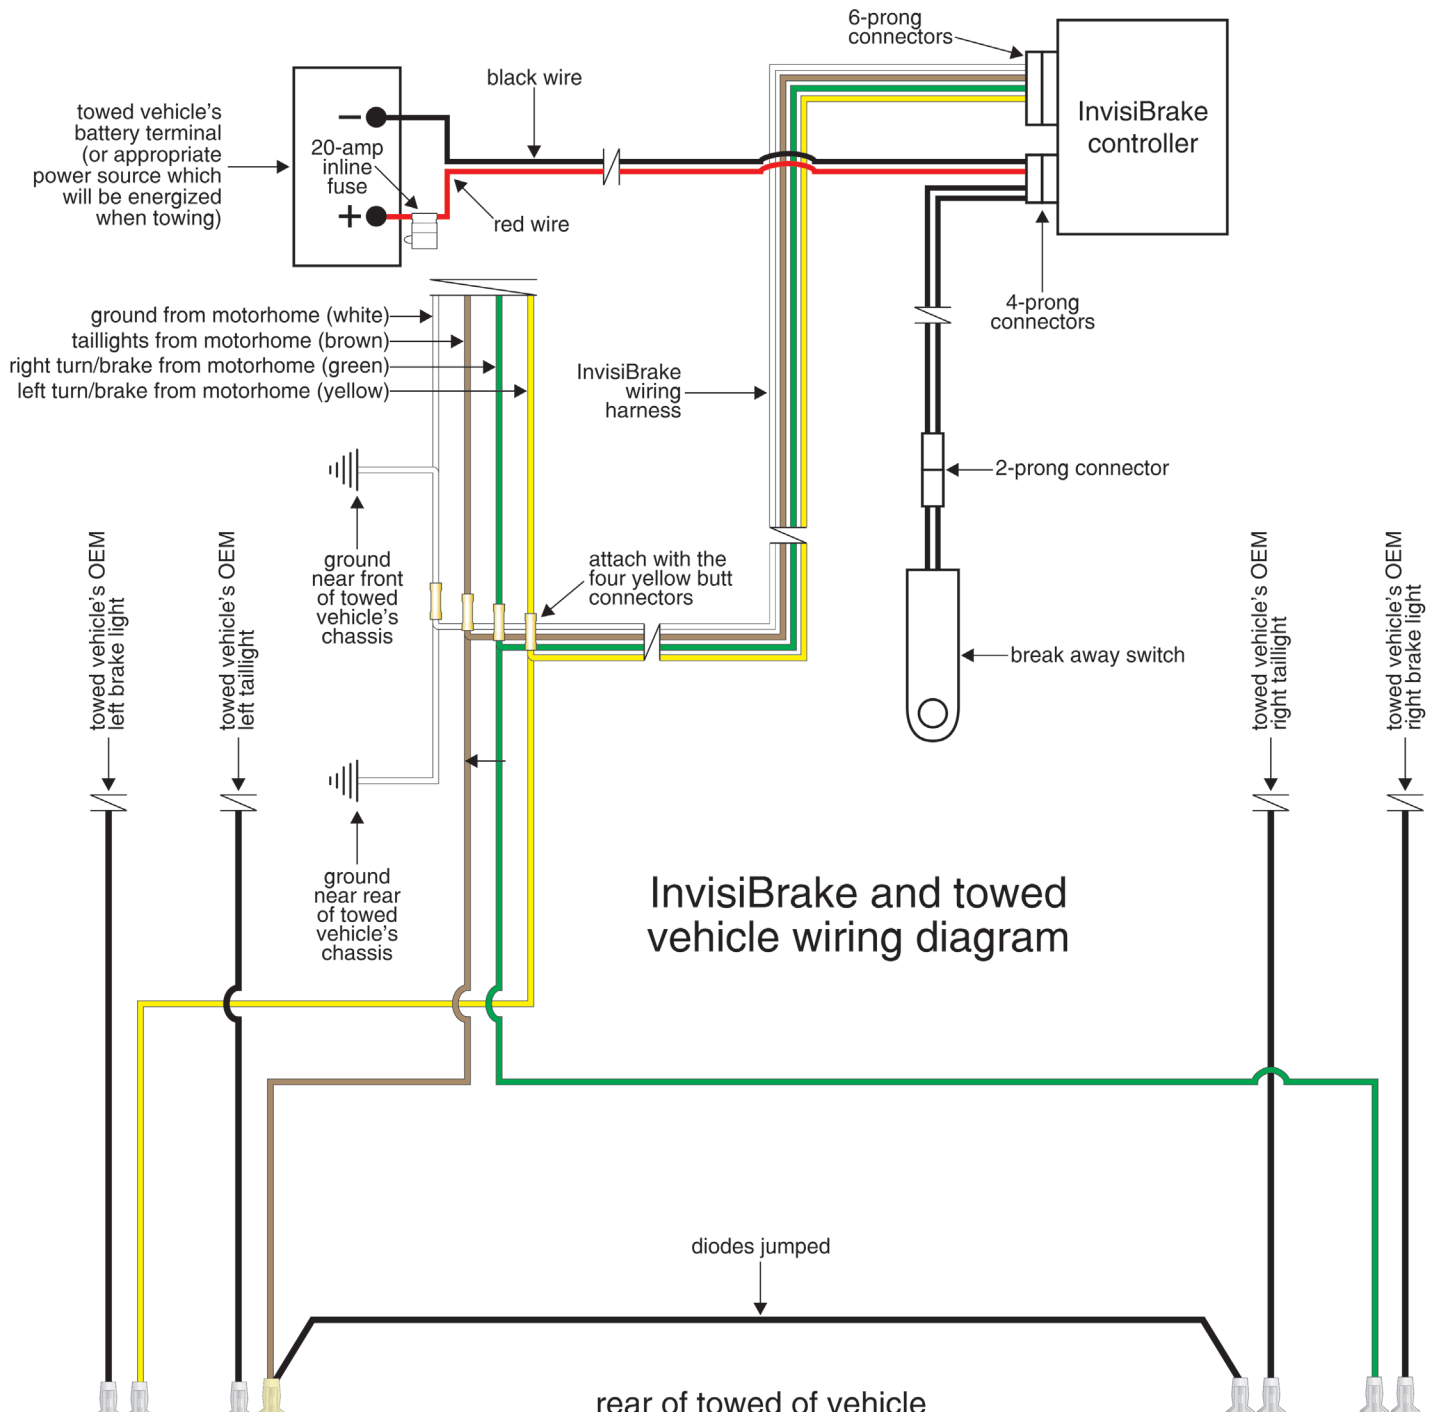 6-prong
connectors
InvisiBrake
controller
black wire
towed vehicle's
battery terminal
(or appropriate
power source which
will be energized
when towing)
20-amp
inline
fuse
red wire
4-prong
connectors
ground from motorhome (white)
taillights from motorhome (brown)
right turn/brake from motorhome (green)
left turn/brake from motorhome (yellow)
InvisiBrake
wiring
harness
2-prong connector
ground
near front
of towed
vehicle's
chassis
attach with the
four yellow butt
connectors
break away switch
towed vehicle's OEM
left brake light
towed vehicle's OEM
left taillight
towed vehicle's OEM
right taillight
towed vehicle's OEM
right brake light
ground
near rear
of towed
vehicle's
chassis
InvisiBrake and towed
vehicle wiring diagram
diodes jumped
rear of towed of vehicle